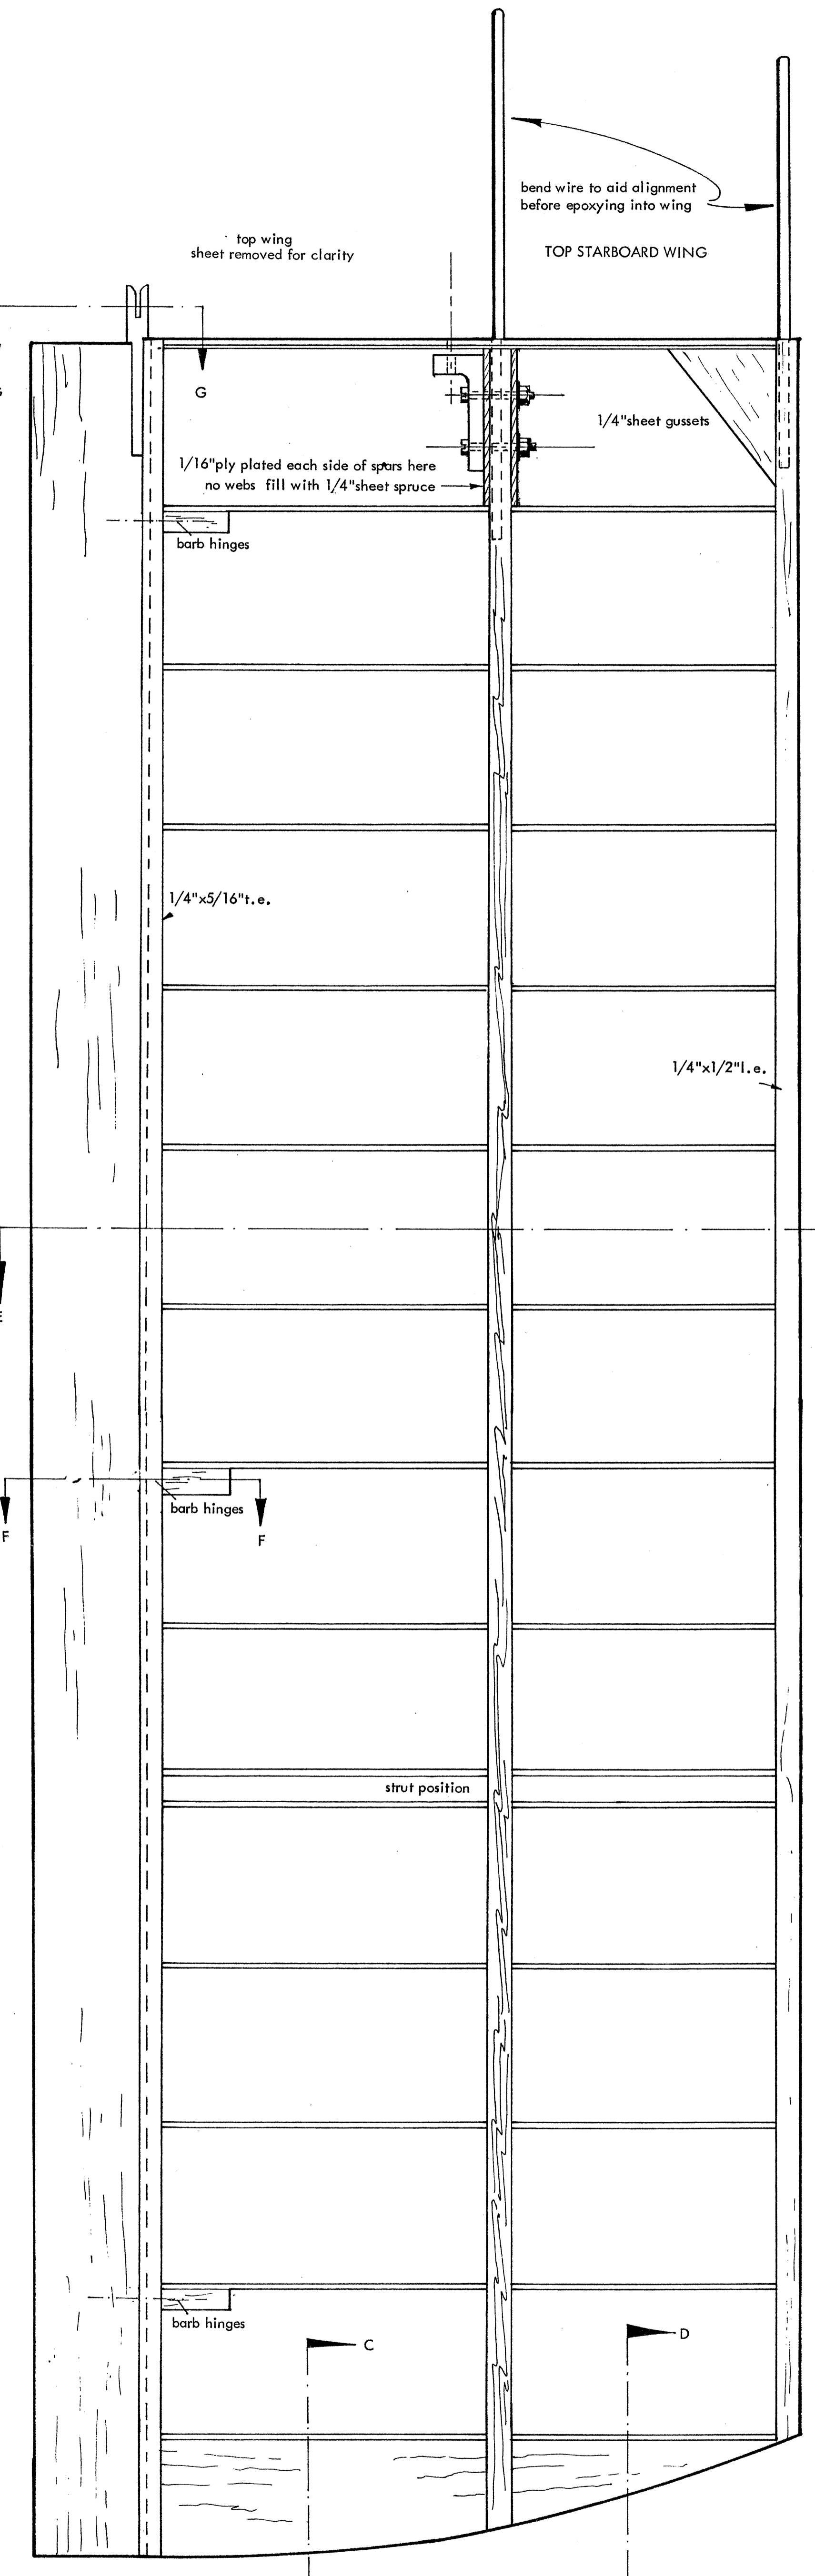 bend wire to aid alignment
before epoxying into wing
top wing
sheet removed for clarity
TOP STARBOARD WING
G
1/4"sheet gussets
1/16"ply plated each side of spars here
no webs fill with 1/4"sheet spruce
barb hinges
1/4"x5/16"t.e.
1/4"x1/2"l.e.
barb hinges
F
F
strut position
barb hinges
C
D